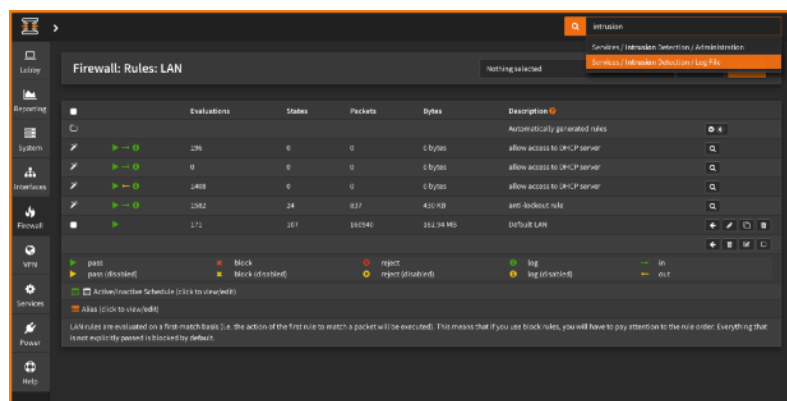 intrusion
Services / Intrusion Detection / Administration
Services / Intrusion Detection / Log File
Lobby
Reporting
System
Interfaces
Firewall
VPN
Services
Power
Help
Firewall: Rules: LAN
Nothing selected
Evaluations States Packets Bytes Description
Automatically generated rules
196 0 0 0 bytes allow access to DHCP server
0 0 0 0 bytes allow access to DHCP server
1468 0 0 0 bytes allow access to DHCP server
1582 24 837 430 KB anti-lockout rule
171 107 160940 162.94 MB Default LAN
pass block reject log in
pass (disabled) block (disabled) reject (disabled) log (disabled) out
Active/Inactive Schedule (click to view/edit)
Alias (click to view/edit)
LAN rules are evaluated on a first-match basis (i.e. the action of the first rule to match a packet will be executed). This means that if you use block rules, you will have to pay attention to the rule order. Everything that
is not explicitly passed is blocked by default.